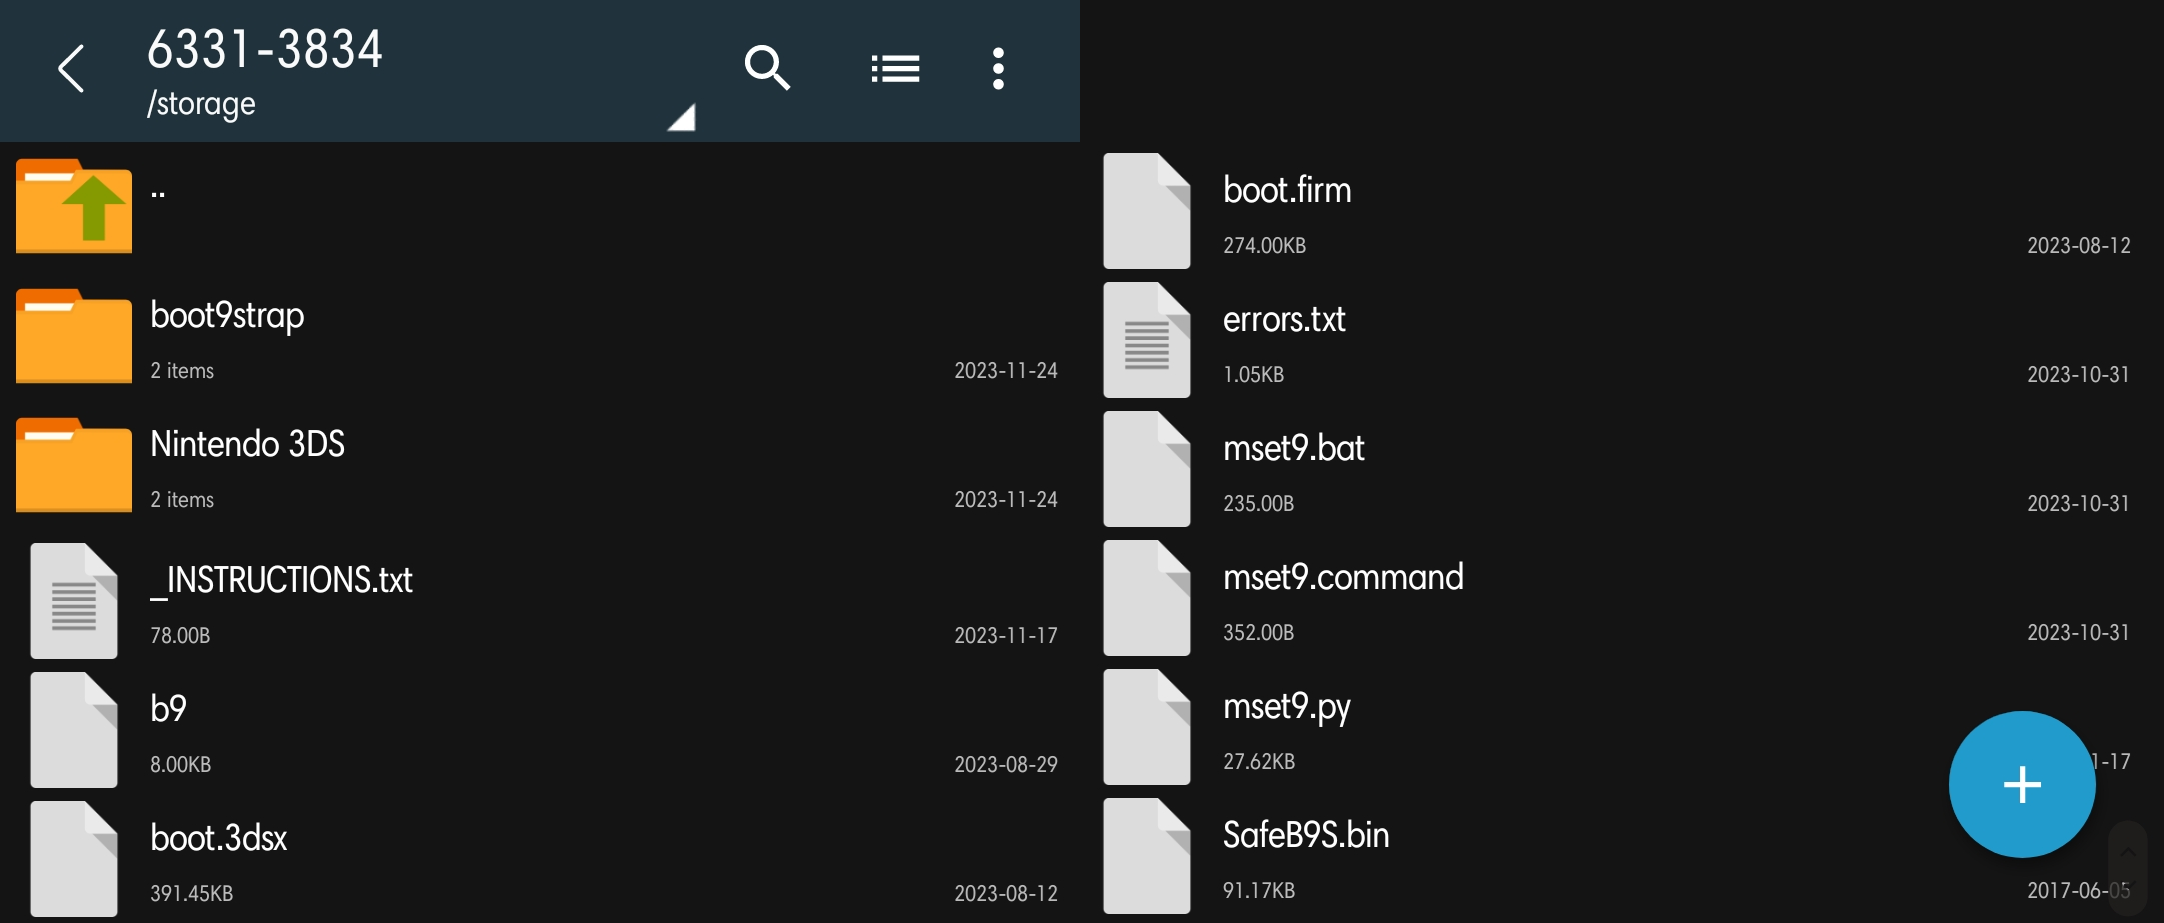 6331-3834
/storage
..
boot9strap
2 items
2023-11-24
Nintendo 3DS
2 items
2023-11-24
_INSTRUCTIONS.txt
78.00B
2023-11-17
b9
8.00KB
2023-08-29
boot.3dsx
391.45KB
2023-08-12
boot.firm
274.00KB
2023-08-12
errors.txt
1.05KB
2023-10-31
mset9.bat
235.00B
2023-10-31
mset9.command
352.00B
2023-10-31
mset9.py
27.62KB
1-17
SafeB9S.bin
91.17KB
2017-06-05